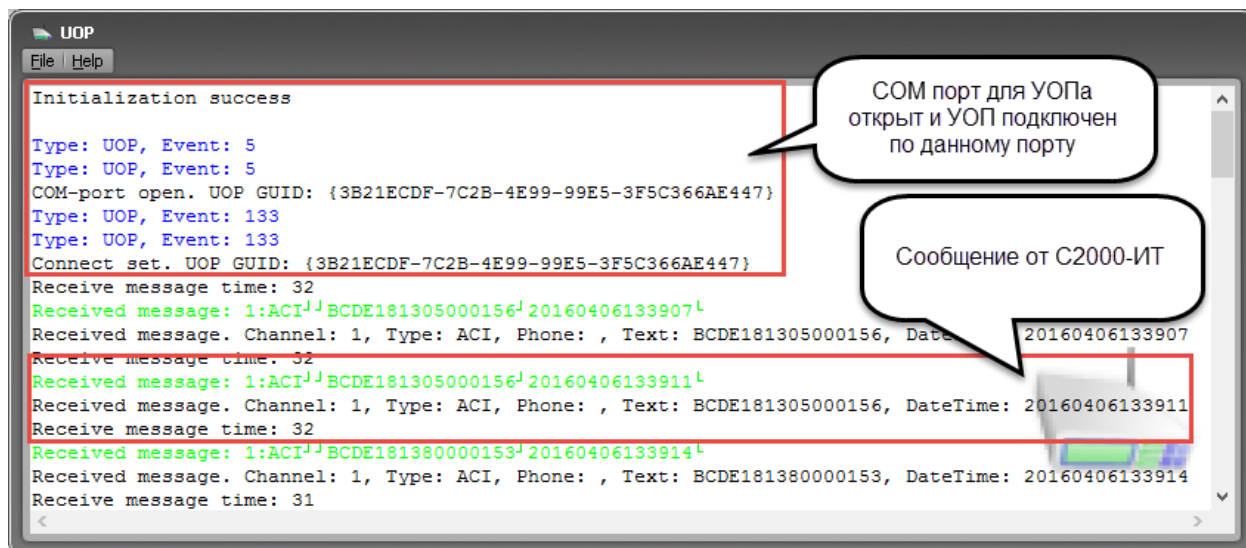 UOP
File Help
Initialization success
Type: UOP, Event: 5
Type: UOP, Event: 5
COM-port open. UOP GUID: {3B21ECDF-7C2B-4E99-99E5-3F5C366AE447}
Type: UOP, Event: 133
Type: UOP, Event: 133
Connect set. UOP GUID: {3B21ECDF-7C2B-4E99-99E5-3F5C366AE447}
Receive message time: 32
Received message: 1:ACI┘┘BCDE181305000156┘20160406133907└
Received message. Channel: 1, Type: ACI, Phone: , Text: BCDE181305000156, Date 20160406133907
Receive message time: 32
Received message: 1:ACI┘┘BCDE181305000156┘20160406133911└
Received message. Channel: 1, Type: ACI, Phone: , Text: BCDE181305000156, DateTime: 20160406133911
Receive message time: 32
Received message: 1:ACI┘┘BCDE181380000153┘20160406133914└
Received message. Channel: 1, Type: ACI, Phone: , Text: BCDE181380000153, DateTime: 20160406133914
Receive message time: 31
COM порт для УОПа
открыт и УОП подключен
по данному порту
Сообщение от С2000-ИТ